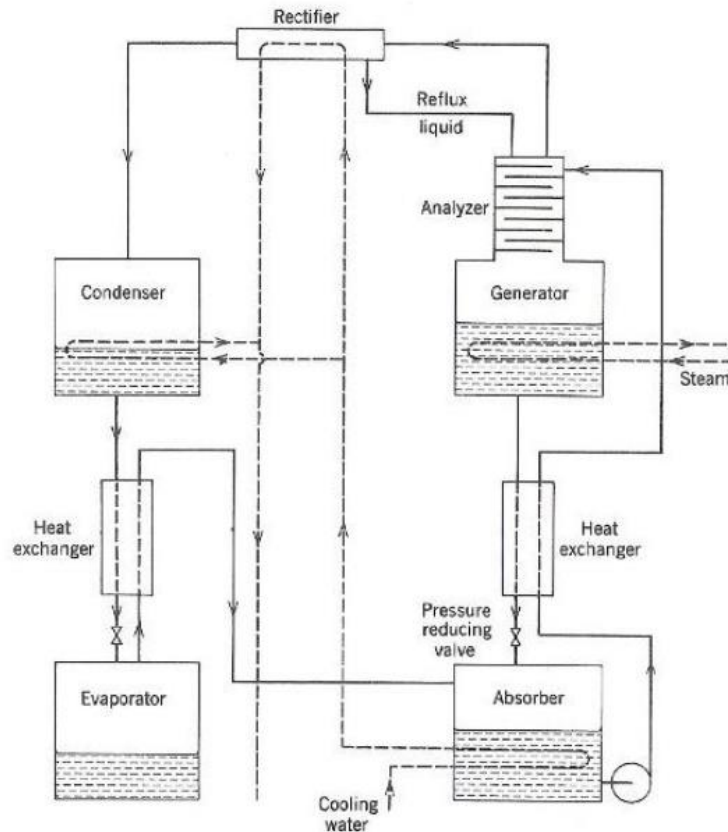 Rectifier
Reflux
liquid
Analyzer
Condenser
Generator
Steam
Heat
exchanger
Heat
exchanger
Pressure
reducing
valve
Evaporator
Absorber
Cooling
water